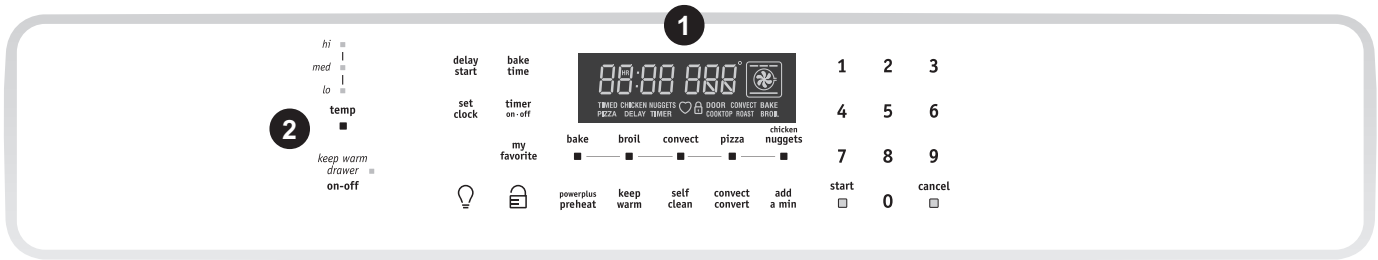 1
hi
med
lo
temp
2
keep warm
drawer
on-off
delay
start
bake
time
set
clock
timer
on·off
my
favorite
88:88 888°
HR
TIMED CHICKEN NUGGETS DOOR CONVECT BAKE
PIZZA DELAY TIMER COOKTOP ROAST BROIL
bake broil convect pizza chicken
nuggets
powerplus
preheat
keep
warm
self
clean
convect
convert
add
a min
1 2 3
4 5 6
7 8 9
start
0
cancel